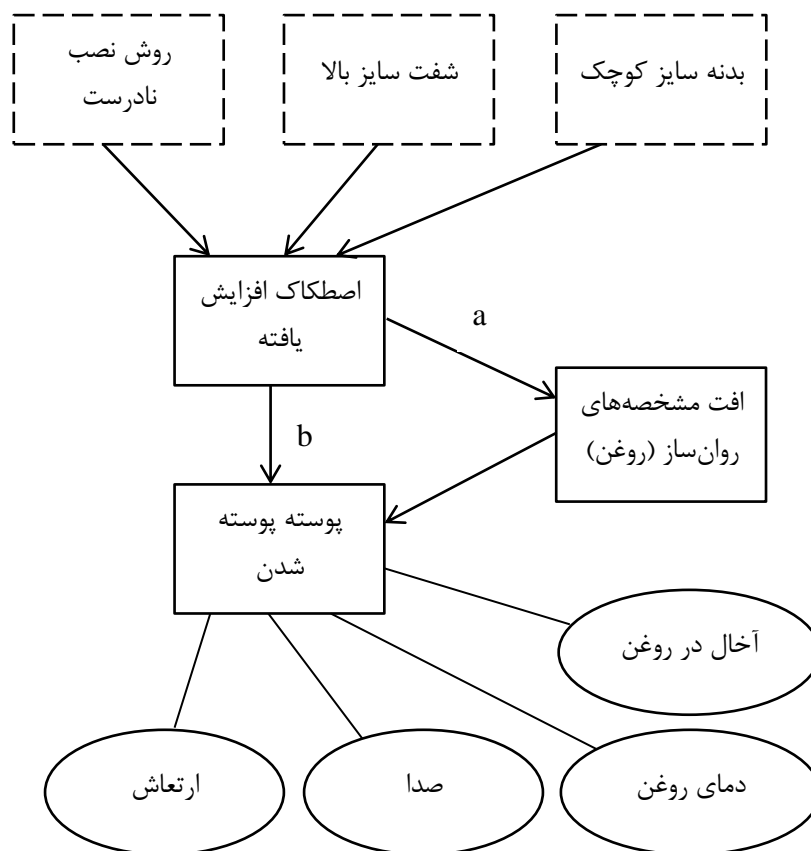 روش نصب
نادرست
شفت سایز بالا
بدنه سایز کوچک
اصطکاک افزایش
یافته
a
افت مشخصه‌های
روان‌ساز (روغن)
b
پوسته پوسته
شدن
آخال در روغن
ارتعاش
صدا
دمای روغن